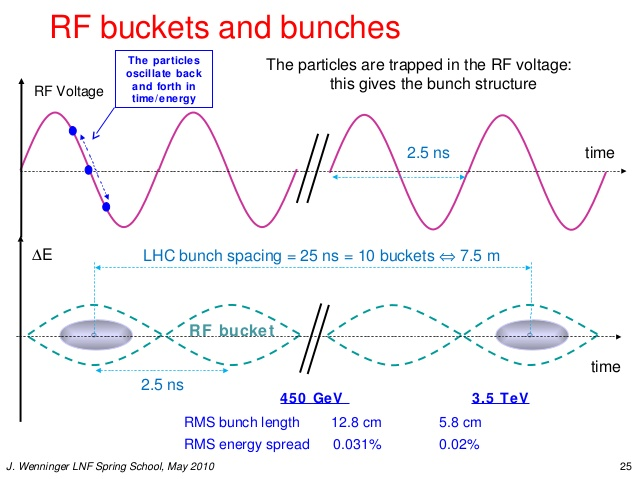 RF buckets and bunches
The particles
oscillate back
and forth in
time/energy
The particles are trapped in the RF voltage:
this gives the bunch structure
RF Voltage
2.5 ns
time
ΔE
LHC bunch spacing = 25 ns = 10 buckets ⇔ 7.5 m
RF bucket
time
2.5 ns
450 GeV 3.5 TeV
RMS bunch length 12.8 cm 5.8 cm
RMS energy spread 0.031% 0.02%
J. Wenninger LNF Spring School, May 2010 25